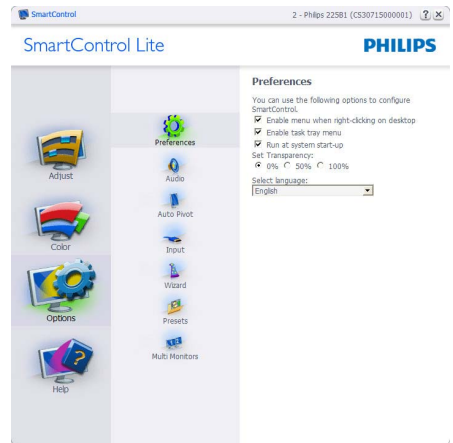 SmartControl
2 - Philips 225B1 (CS30715000001)
SmartControl Lite
PHILIPS
Adjust
Color
Options
Help
Preferences
Audio
Auto Pivot
Input
Wizard
Presets
Multi Monitors
Preferences
You can use the following options to configure
SmartControl.
Enable menu when right-clicking on desktop
Enable task tray menu
Run at system start-up
Set Transparency:
0% 50% 100%
Select language:
English